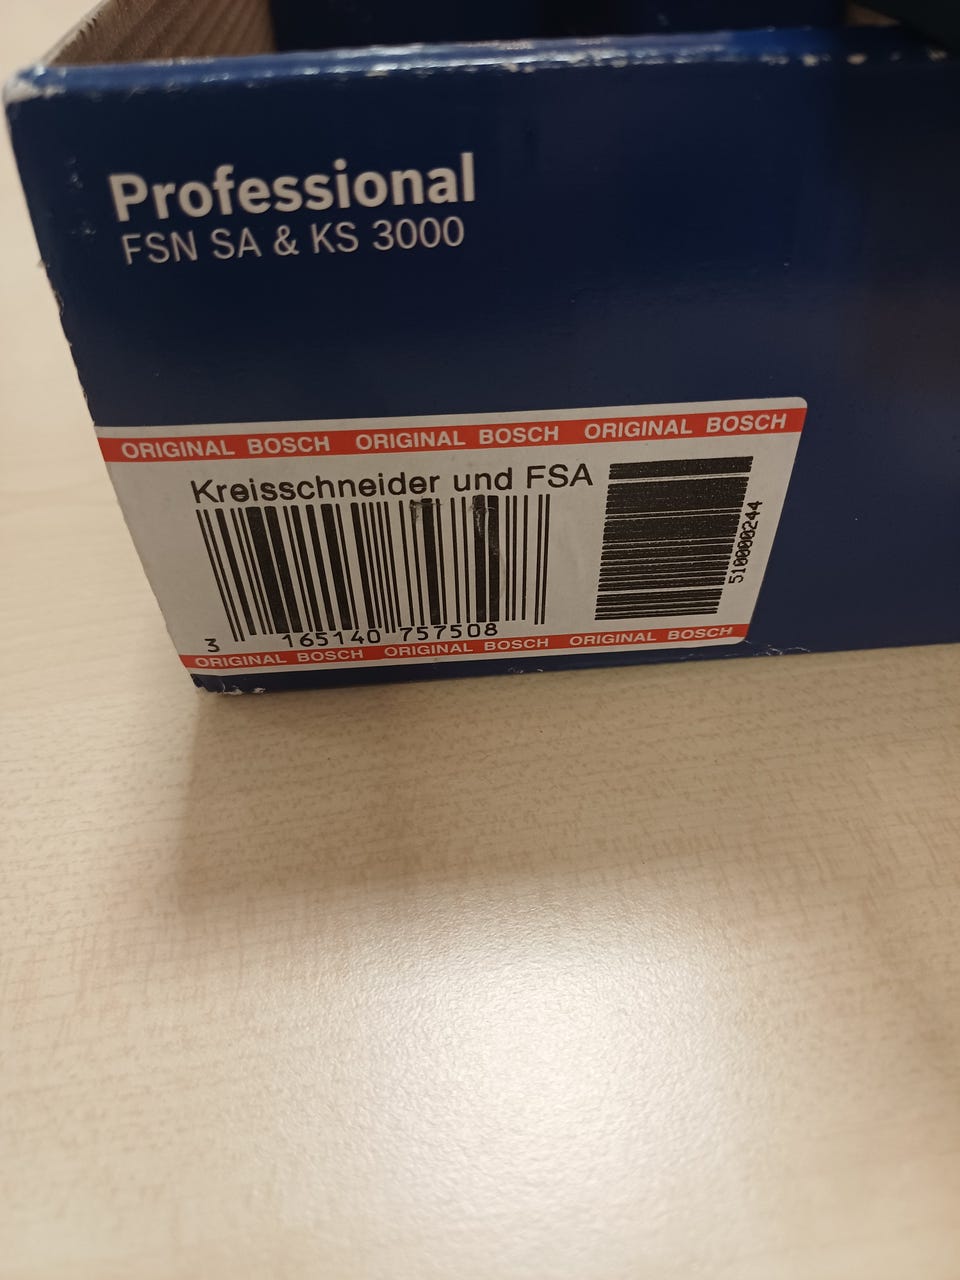 Professional
FSN SA & KS 3000
ORIGINAL BOSCH ORIGINAL BOSCH ORIGINAL BOSCH
Kreisschneider und FSA
510000244
3 165140 757508
ORIGINAL BOSCH ORIGINAL BOSCH ORIGINAL BOSCH